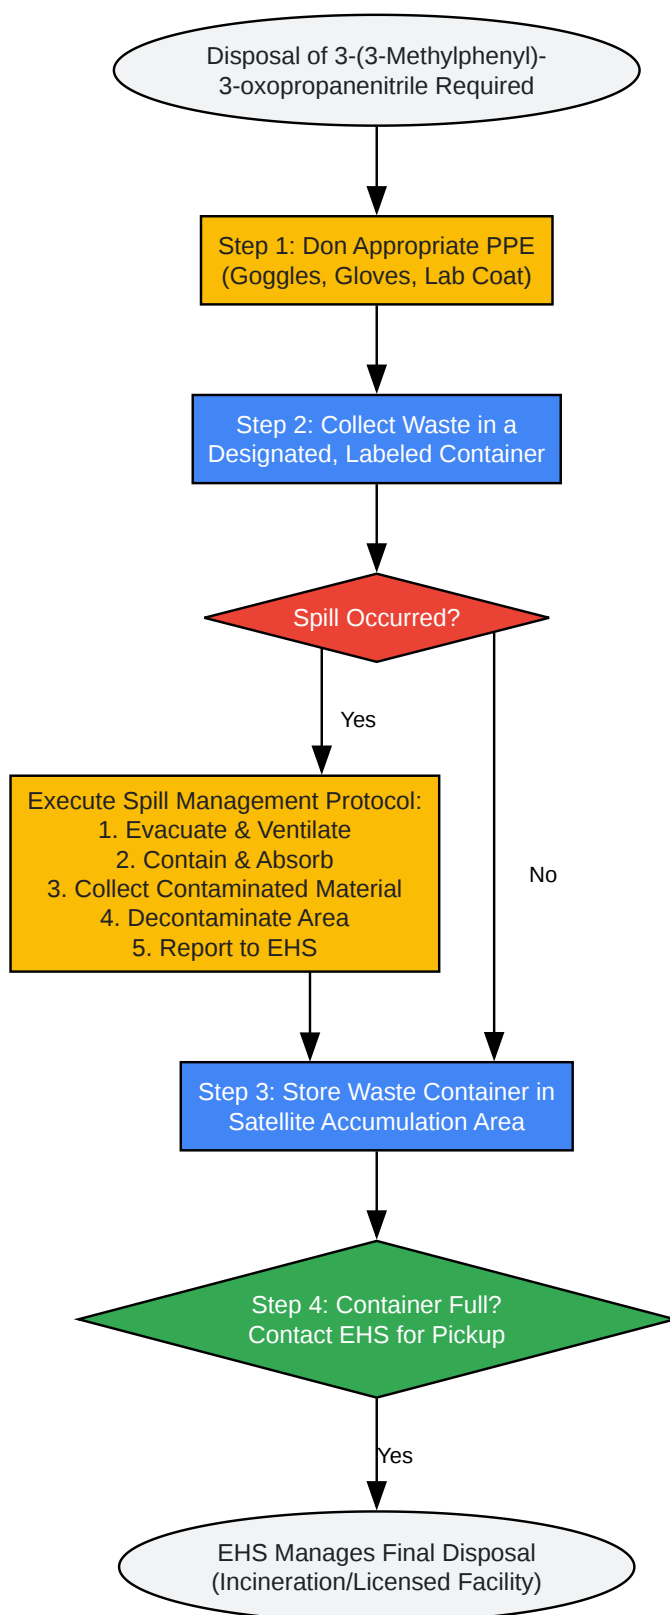 Disposal of 3-(3-Methylphenyl)-
3-oxopropanenitrile Required
Step 1: Don Appropriate PPE
(Goggles, Gloves, Lab Coat)
Step 2: Collect Waste in a
Designated, Labeled Container
Spill Occurred?
Yes
Execute Spill Management Protocol:
1. Evacuate & Ventilate
2. Contain & Absorb
3. Collect Contaminated Material
4. Decontaminate Area
5. Report to EHS
No
Step 3: Store Waste Container in
Satellite Accumulation Area
Step 4: Container Full?
Contact EHS for Pickup
Yes
EHS Manages Final Disposal
(Incineration/Licensed Facility)